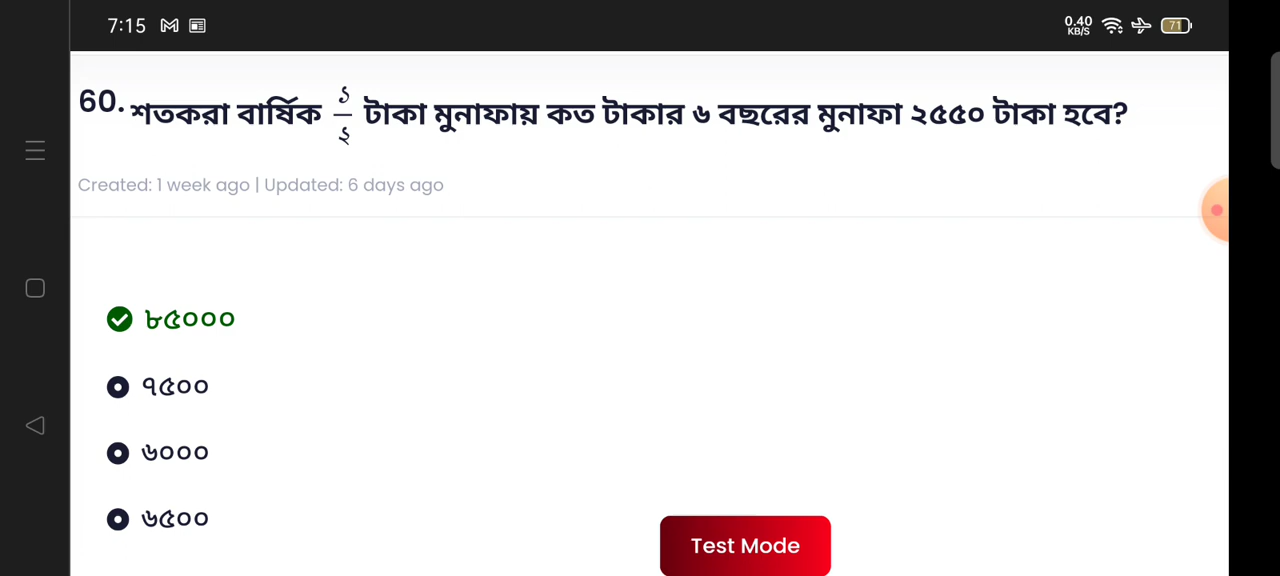 7:15
0.40 KB/S
71
60. শতকরা বার্ষিক ১/২ টাকা মুনাফায় কত টাকার ৬ বছরের মুনাফা ২৫৫০ টাকা হবে?
Created: 1 week ago | Updated: 6 days ago
৮৫০০০
৭৫০০
৬০০০
৬৫০০
Test Mode